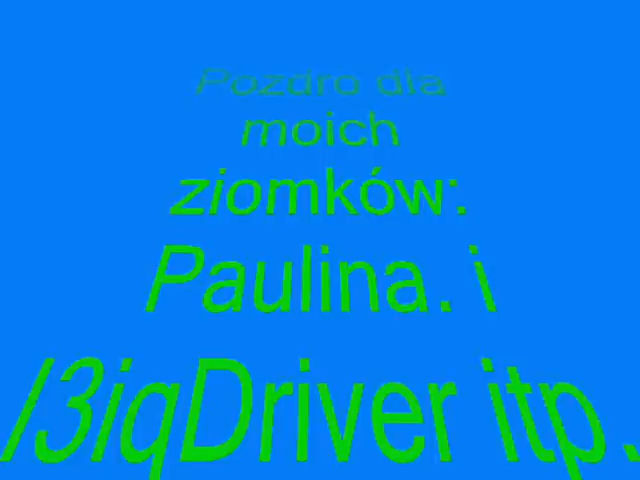 Pozdro dla
moich
ziomków:
Paulina. i
l3iqDriver itp.